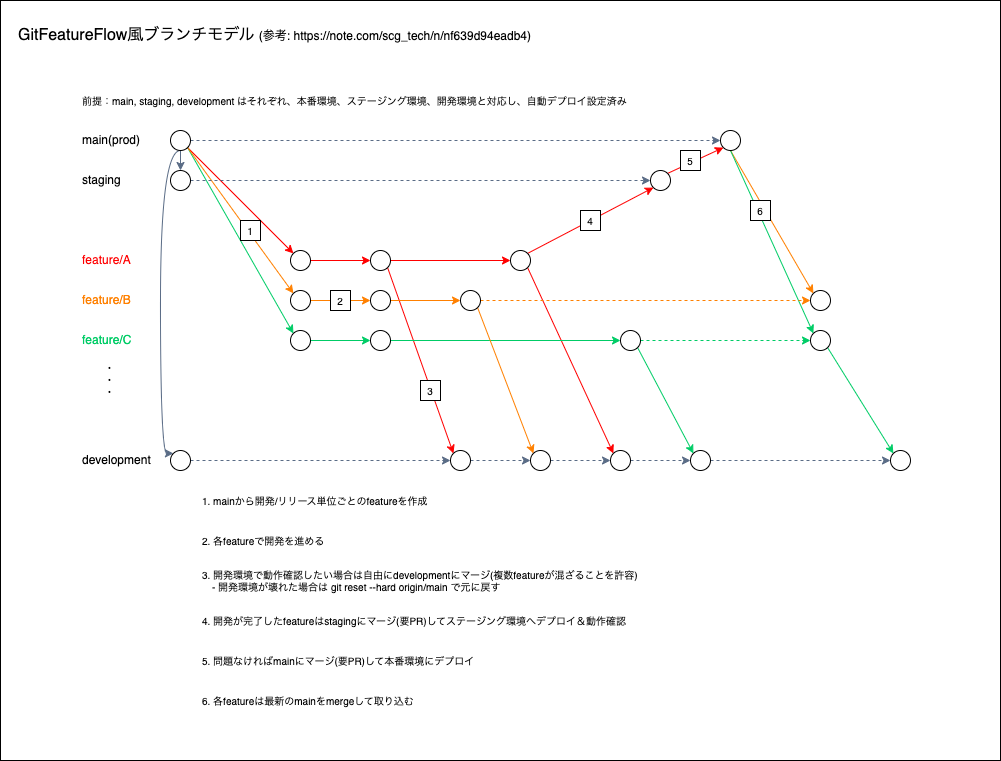 GitFeatureFlow風ブランチモデル (参考: https://note.com/scg_tech/n/nf639d94eadb4)
前提：main, staging, development はそれぞれ、本番環境、ステージング環境、開発環境と対応し、自動デプロイ設定済み
main(prod)
5
staging
6
4
1
feature/A
feature/B
2
feature/C
3
development
1. mainから開発/リリース単位ごとのfeatureを作成
2. 各featureで開発を進める
3. 開発環境で動作確認したい場合は自由にdevelopmentにマージ(複数featureが混ざることを許容)
- 開発環境が壊れた場合は git reset --hard origin/main で元に戻す
4. 開発が完了したfeatureはstagingにマージ(要PR)してステージング環境へデプロイ＆動作確認
5. 問題なければmainにマージ(要PR)して本番環境にデプロイ
6. 各featureは最新のmainをmergeして取り込む